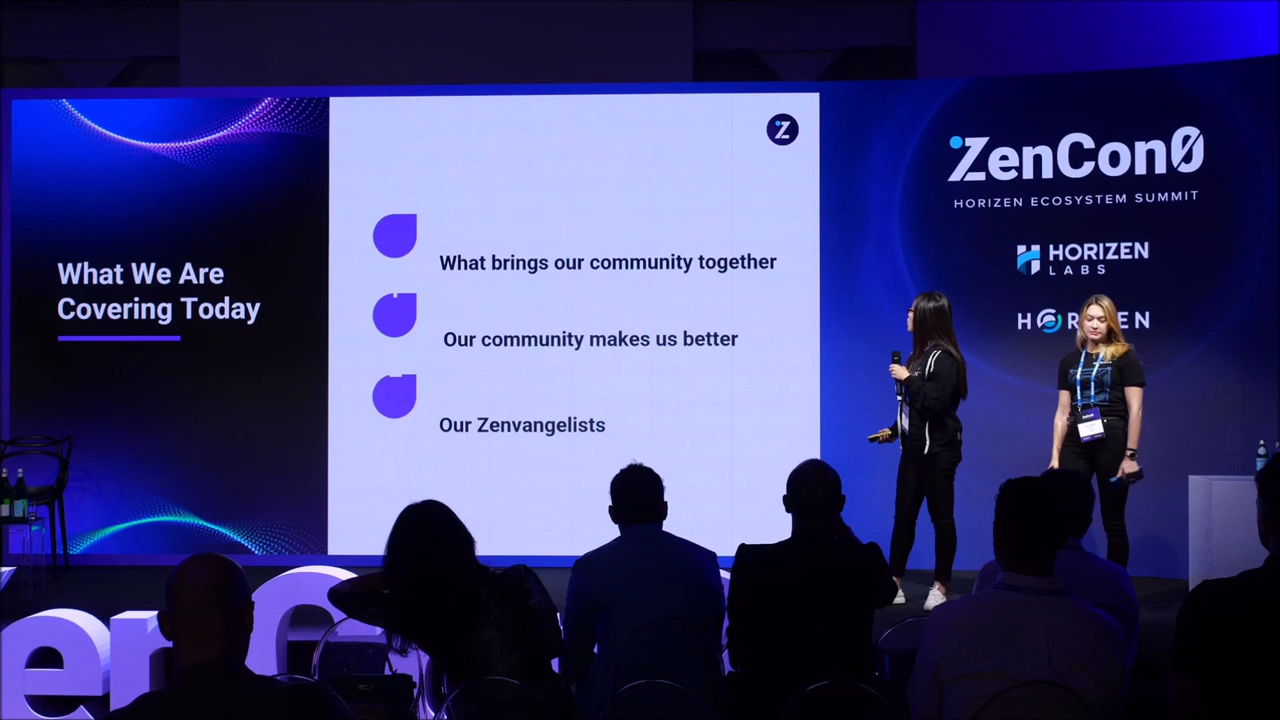 What We Are
Covering Today
What brings our community together
Our community makes us better
Our Zenvangelists
Z
ZenCon0
HORIZEN ECOSYSTEM SUMMIT
HORIZEN
LABS
HORIZEN